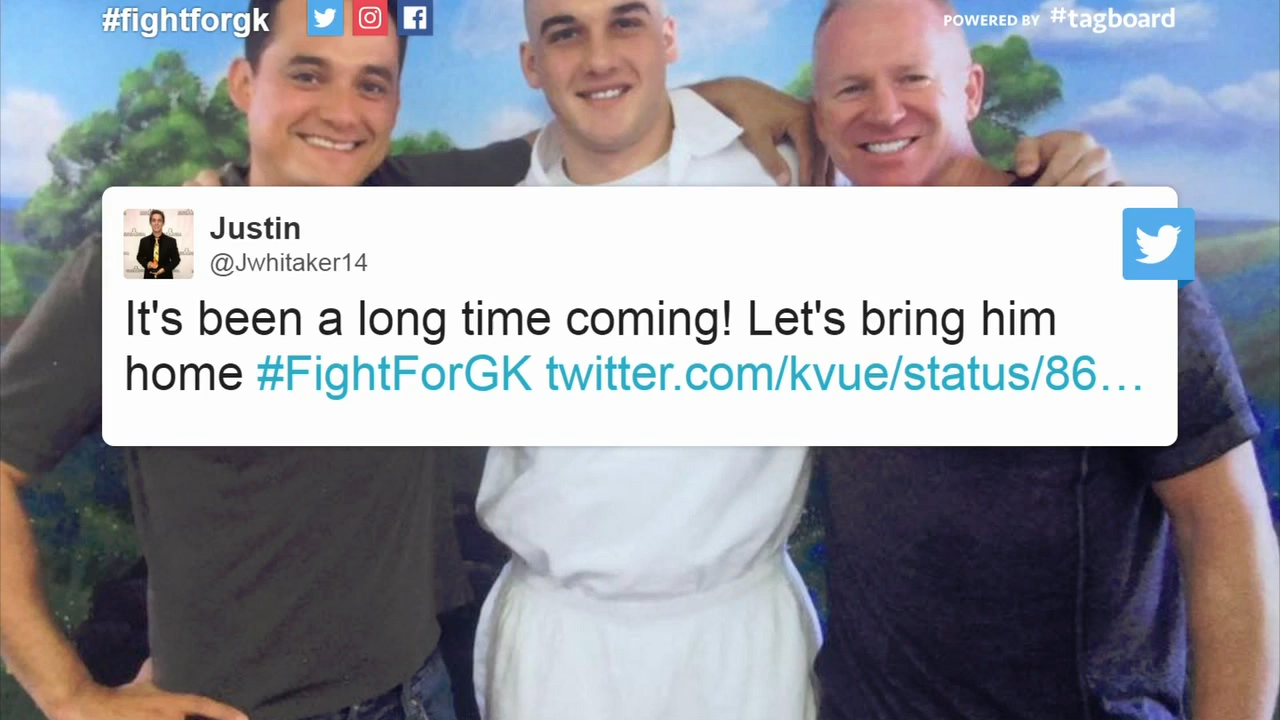 #fightforgk
POWERED BY #tagboard
Justin
@Jwhitaker14
It's been a long time coming! Let's bring him
home #FightForGK twitter.com/kvue/status/86…